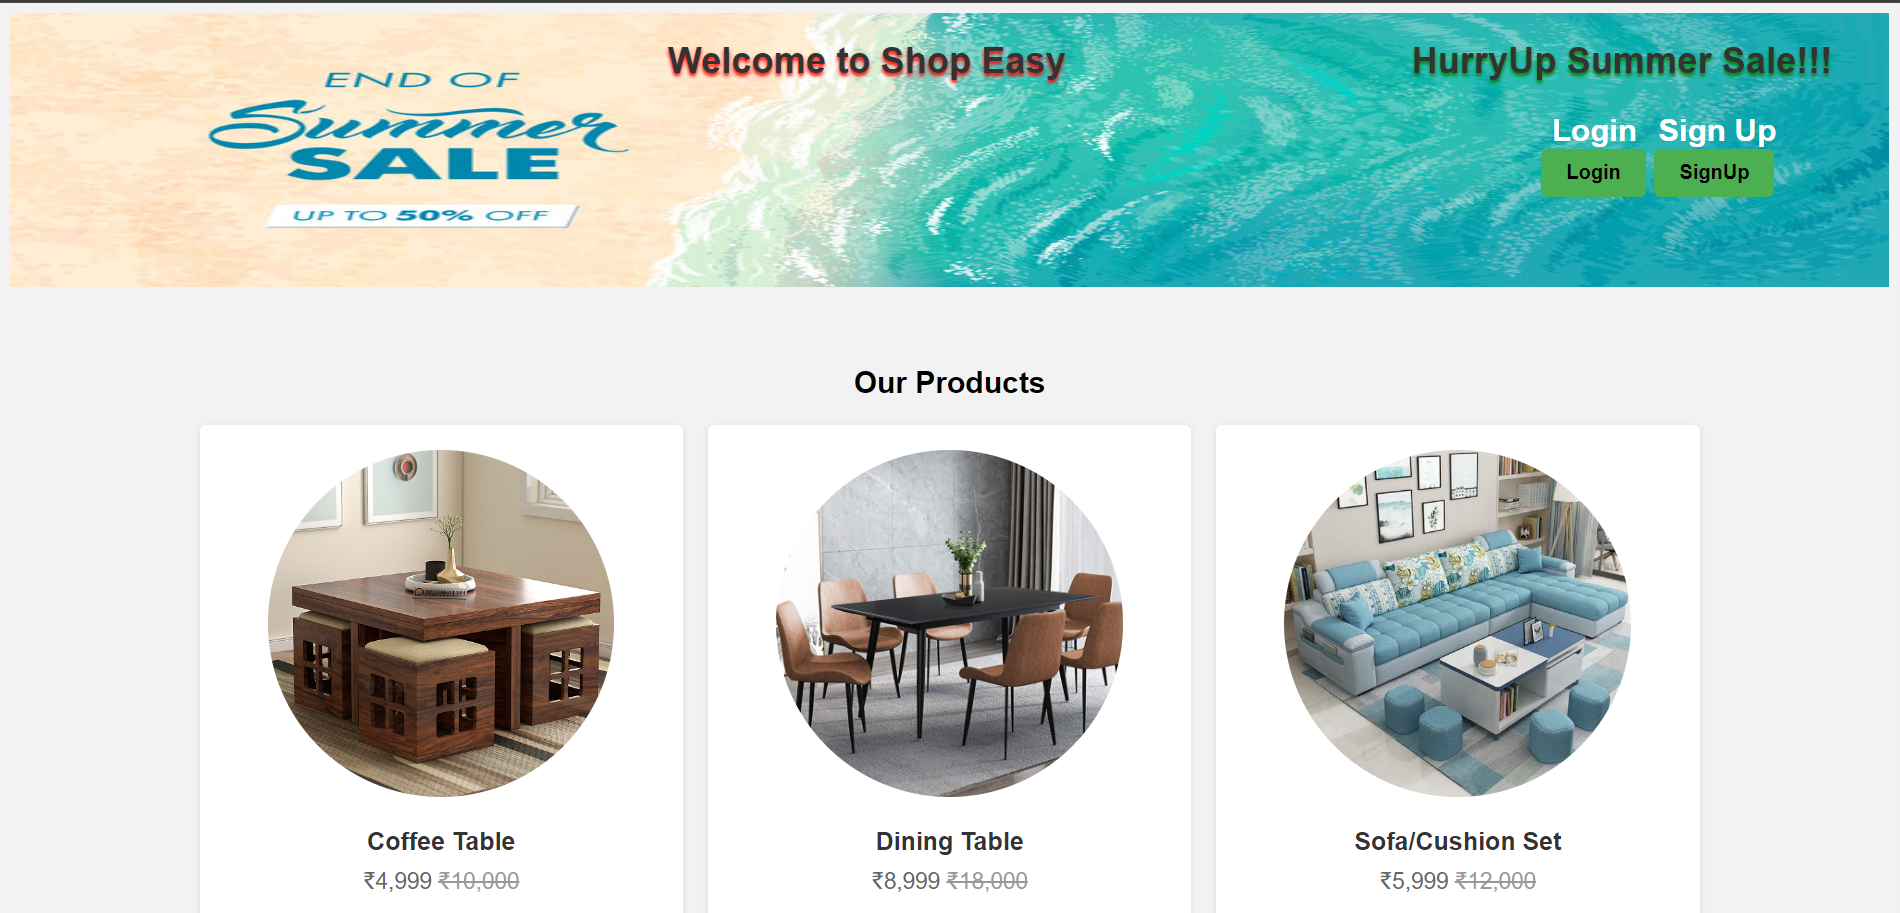 Welcome to Shop Easy
HurryUp Summer Sale!!!
END OF
Summer
SALE
UP TO 50% OFF
Login Sign Up
Login SignUp
Our Products
Coffee Table
₹4,999 ₹10,000
Dining Table
₹8,999 ₹18,000
Sofa/Cushion Set
₹5,999 ₹12,000